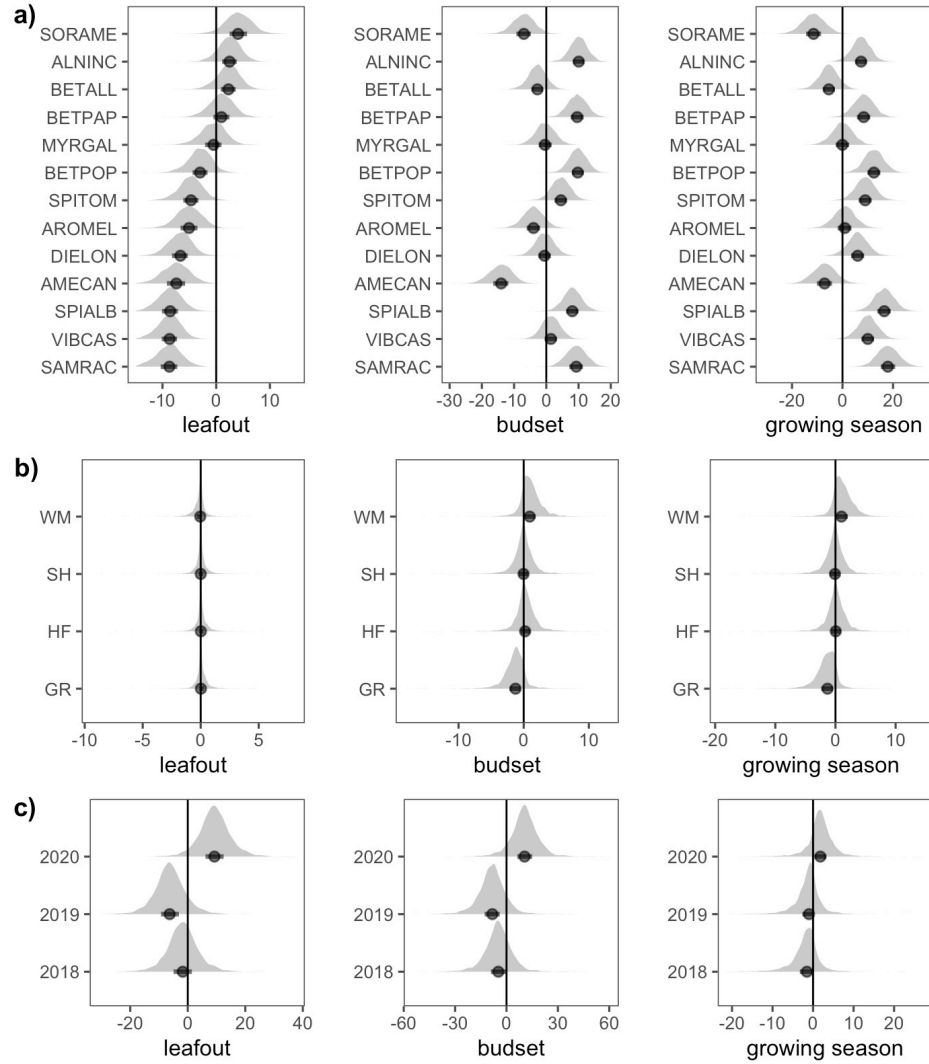 a)
SORAME
ALNINC
BETALL
BETPAP
MYRGAL
BETPOP
SPITOM
AROMEL
DIELON
AMECAN
SPIALB
VIBCAS
SAMRAC
-10 0 10
leafout
-30 -20 -10 0 10 20
budset
-20 0 20
growing season
b)
WM
SH
HF
GR
-10 -5 0 5
leafout
-10 0 10
budset
-20 -10 0 10
growing season
WM
SH
HF
GR
c)
2020
2019
2018
-20 0 20 40
leafout
2020
2019
2018
-60 -30 0 30 60
budset
2020
2019
2018
-20 -10 0 10 20
growing season
SORAME
ALNINC
BETALL
BETPAP
MYRGAL
BETPOP
SPITOM
AROMEL
DIELON
AMECAN
SPIALB
VIBCAS
SAMRAC
SORAME
ALNINC
BETALL
BETPAP
MYRGAL
BETPOP
SPITOM
AROMEL
DIELON
AMECAN
SPIALB
VIBCAS
SAMRAC
WM
SH
HF
GR